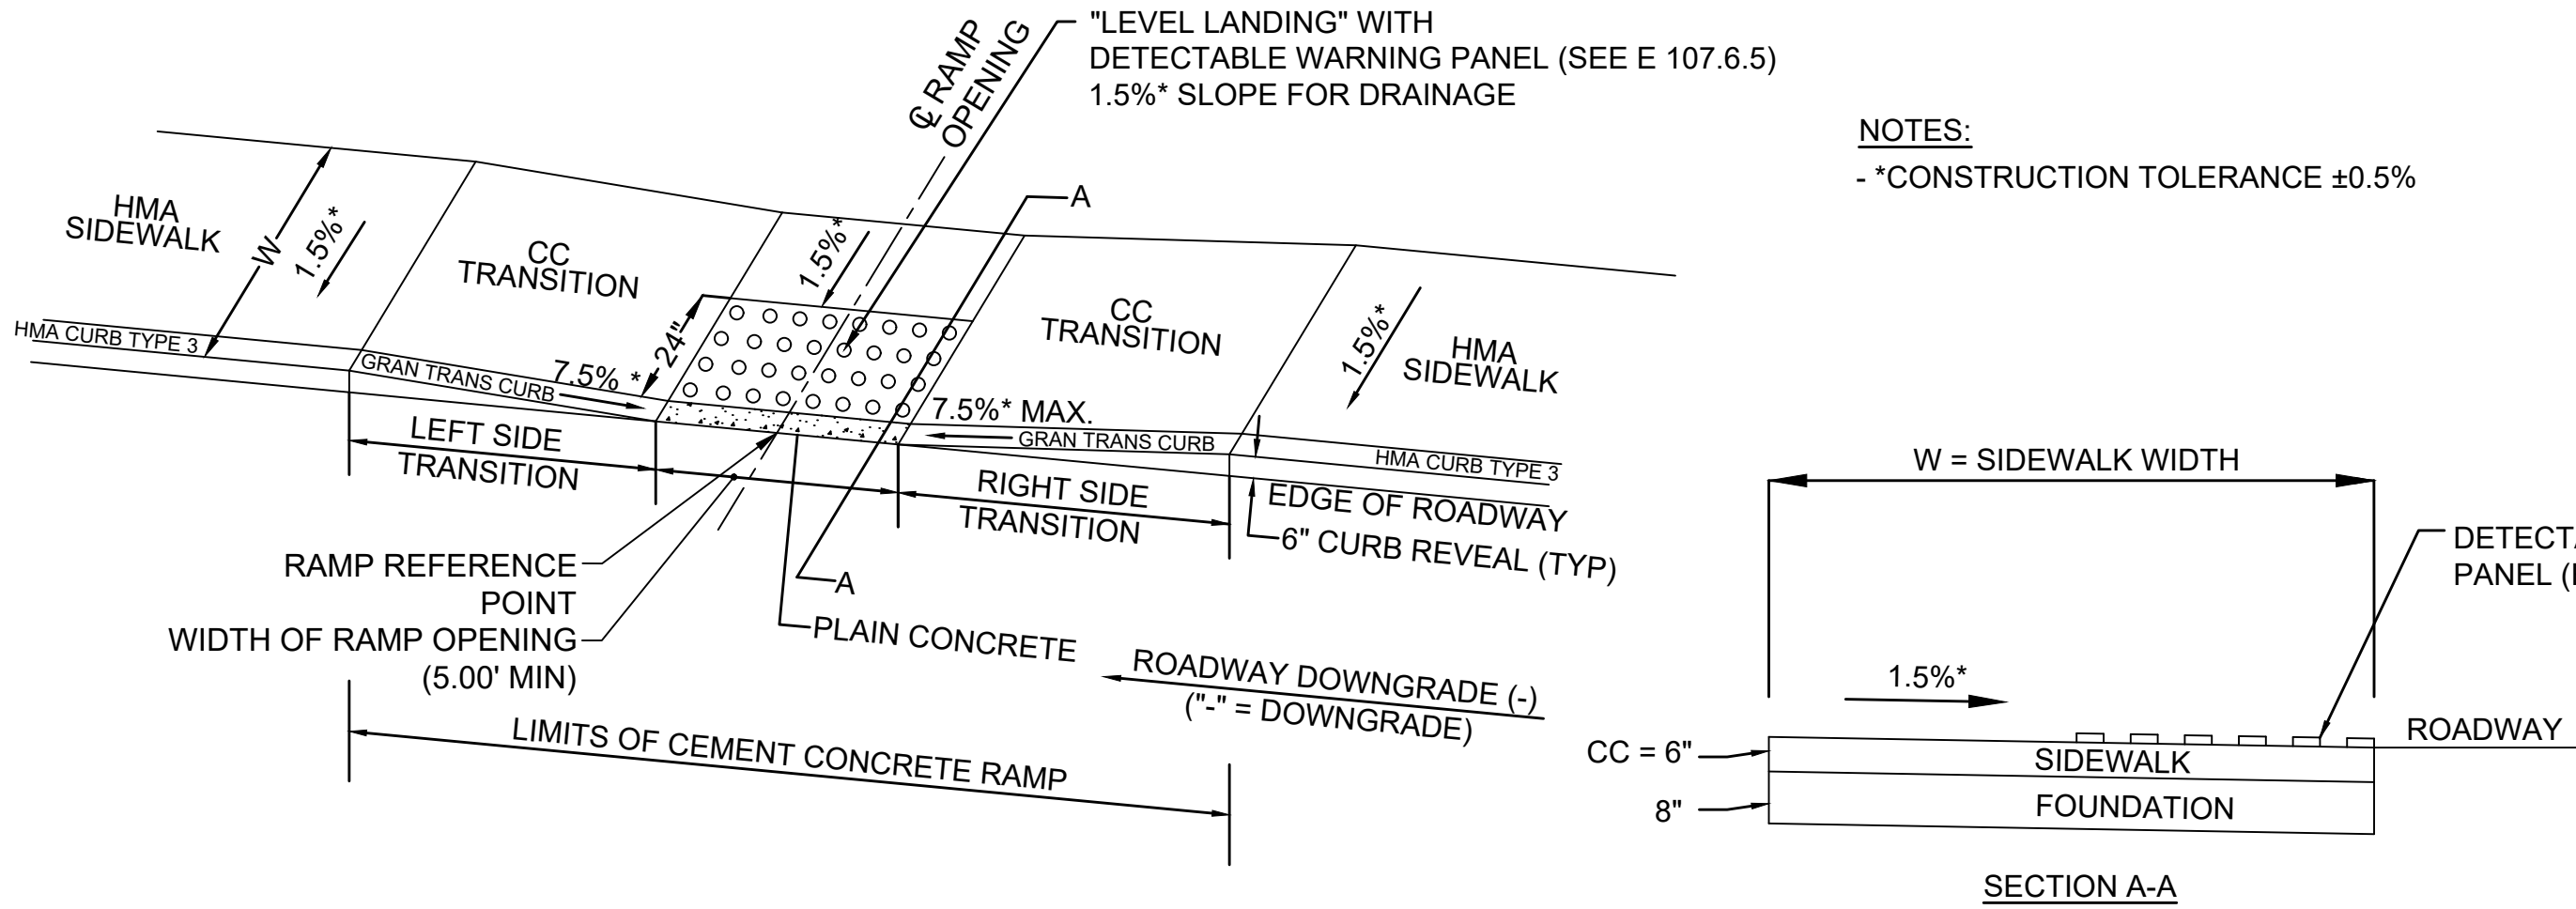 "LEVEL LANDING" WITH
DETECTABLE WARNING PANEL (SEE E 107.6.5)
1.5%* SLOPE FOR DRAINAGE
℄ RAMP
OPENING
NOTES:
- *CONSTRUCTION TOLERANCE ±0.5%
HMA
SIDEWALK
W
1.5%*
CC
TRANSITION
1.5%*
A
CC
TRANSITION
1.5%*
HMA
SIDEWALK
HMA CURB TYPE 3
GRAN TRANS CURB
7.5% *
24"
7.5%* MAX.
GRAN TRANS CURB
HMA CURB TYPE 3
LEFT SIDE
TRANSITION
RIGHT SIDE
TRANSITION
EDGE OF ROADWAY
6" CURB REVEAL (TYP)
RAMP REFERENCE
POINT
WIDTH OF RAMP OPENING
(5.00' MIN)
A
PLAIN CONCRETE
ROADWAY DOWNGRADE (-)
("-" = DOWNGRADE)
LIMITS OF CEMENT CONCRETE RAMP
W = SIDEWALK WIDTH
PANEL
1.5%*
ROADWAY
CC = 6"
SIDEWALK
8"
FOUNDATION
SECTION A-A